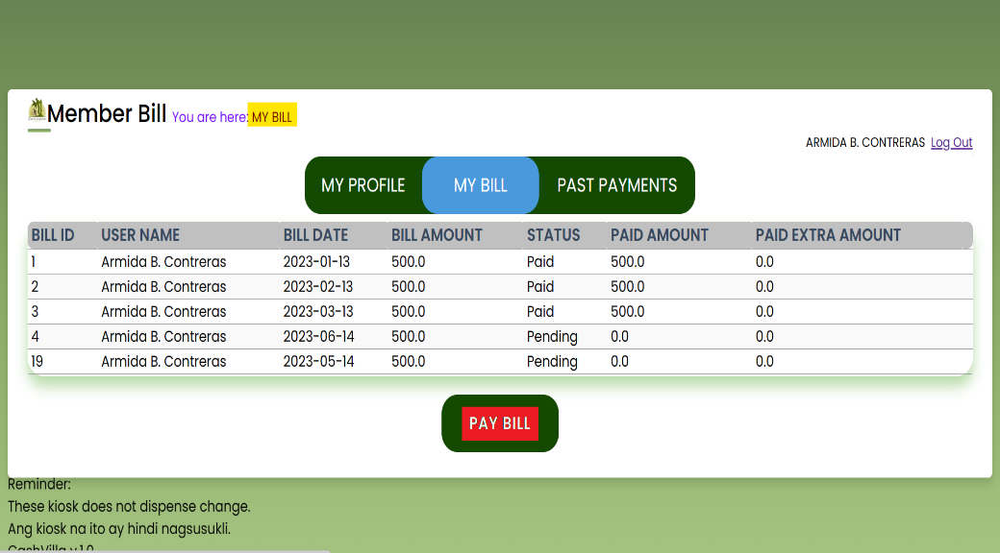 Member Bill You are here: MY BILL
ARMIDA B. CONTRERAS Log Out
MY PROFILE MY BILL PAST PAYMENTS
BILL ID USER NAME BILL DATE BILL AMOUNT STATUS PAID AMOUNT PAID EXTRA AMOUNT
1 Armida B. Contreras 2023-01-13 500.0 Paid 500.0 0.0
2 Armida B. Contreras 2023-02-13 500.0 Paid 500.0 0.0
3 Armida B. Contreras 2023-03-13 500.0 Paid 500.0 0.0
4 Armida B. Contreras 2023-06-14 500.0 Pending 0.0 0.0
19 Armida B. Contreras 2023-05-14 500.0 Pending 0.0 0.0
PAY BILL
Reminder:
These kiosk does not dispense change.
Ang kiosk na ito ay hindi nagsusukli.
CashVilla v.1.0